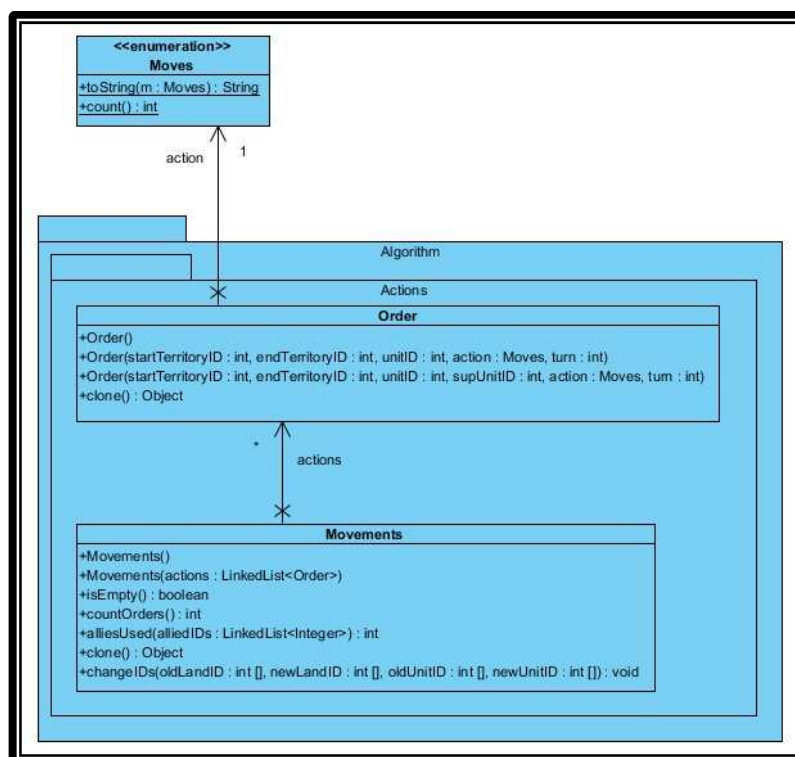 <<enumeration>>
Moves
+toString(m : Moves) : String
+count() : int
action
1
Algorithm
Actions
Order
+Order()
+Order(startTerritoryID : int, endTerritoryID : int, unitID : int, action : Moves, turn : int)
+Order(startTerritoryID : int, endTerritoryID : int, unitID : int, supUnitID : int, action : Moves, turn : int)
+clone() : Object
*
actions
Movements
+Movements()
+Movements(actions : LinkedList<Order>)
+isEmpty() : boolean
+countOrders() : int
+alliesUsed(alliedIDs : LinkedList<Integer>) : int
+clone() : Object
+changeIDs(oldLandID : int [], newLandID : int [], oldUnitID : int [], newUnitID : int []) : void